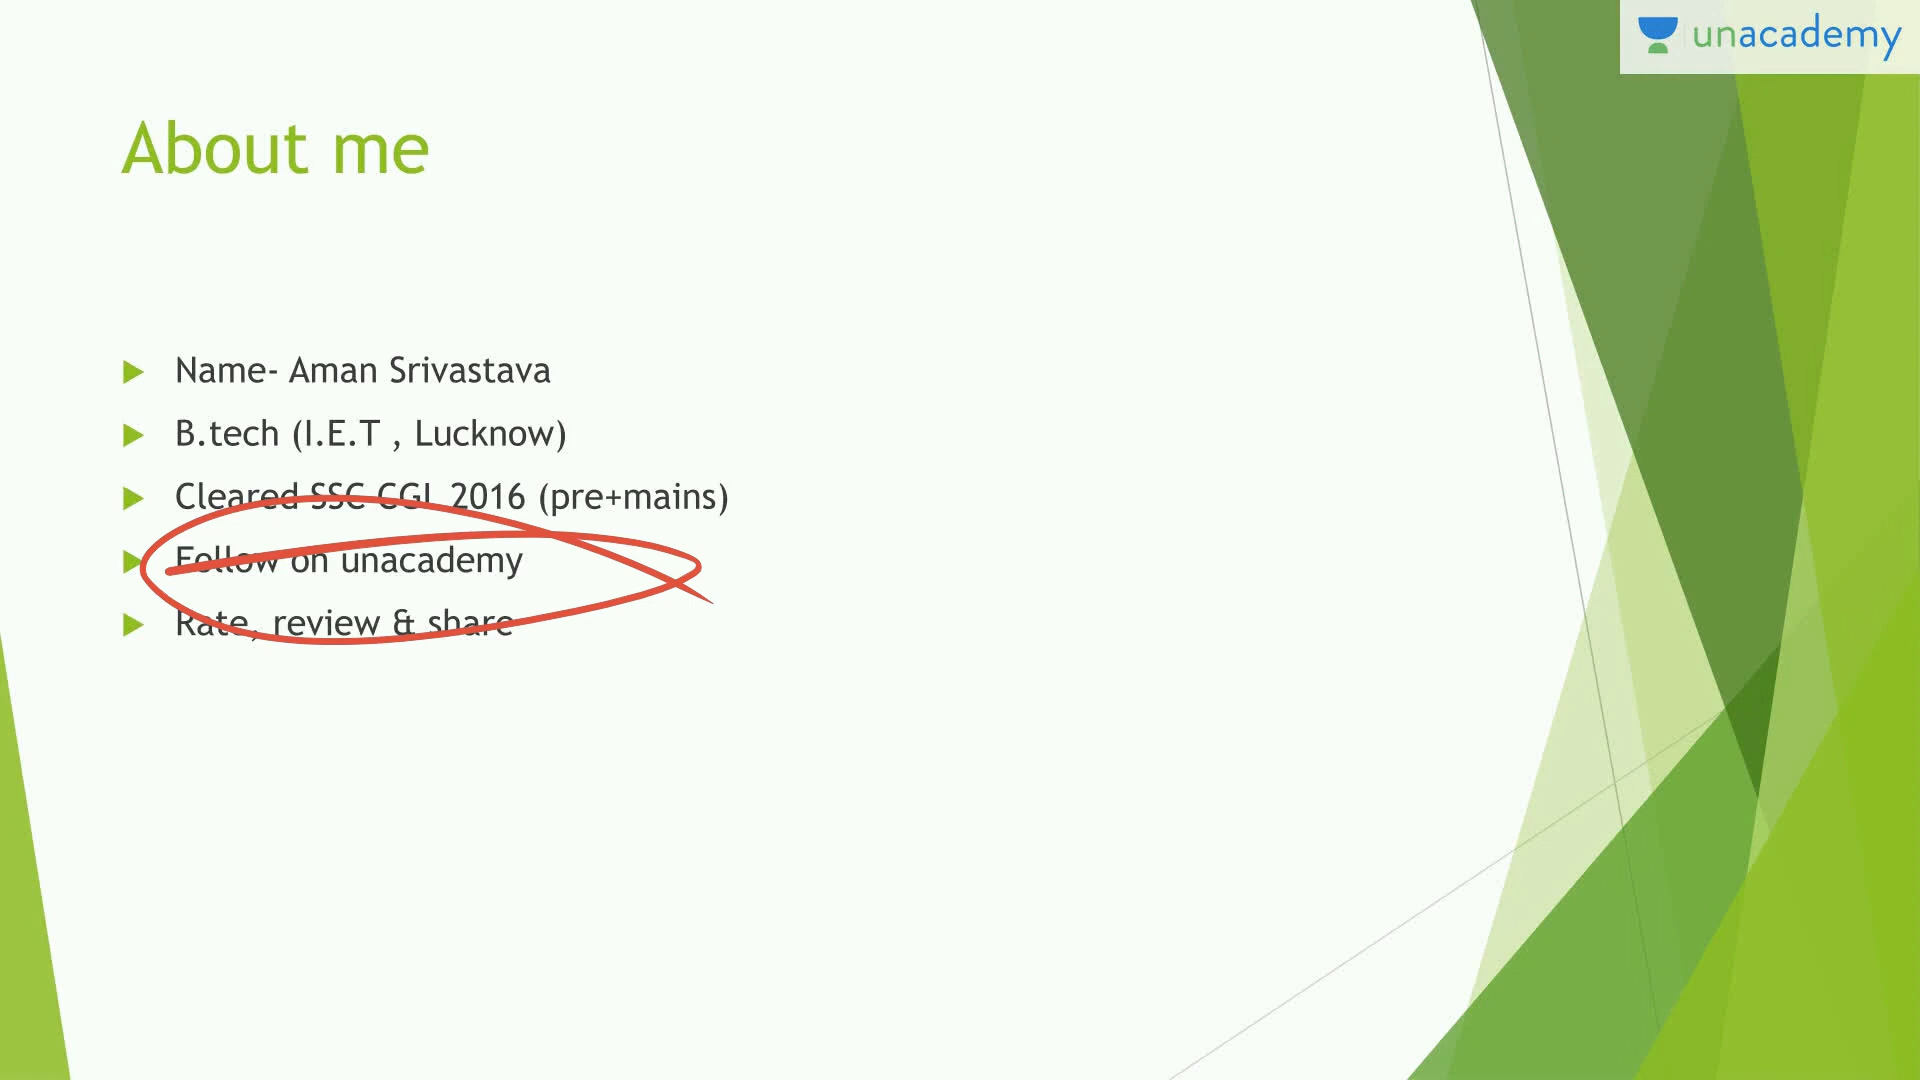 unacademy
About me
Name- Aman Srivastava
B.tech (I.E.T , Lucknow)
Cleared SSC CGL 2016 (pre+mains)
Follow on unacademy
Rate, review & share